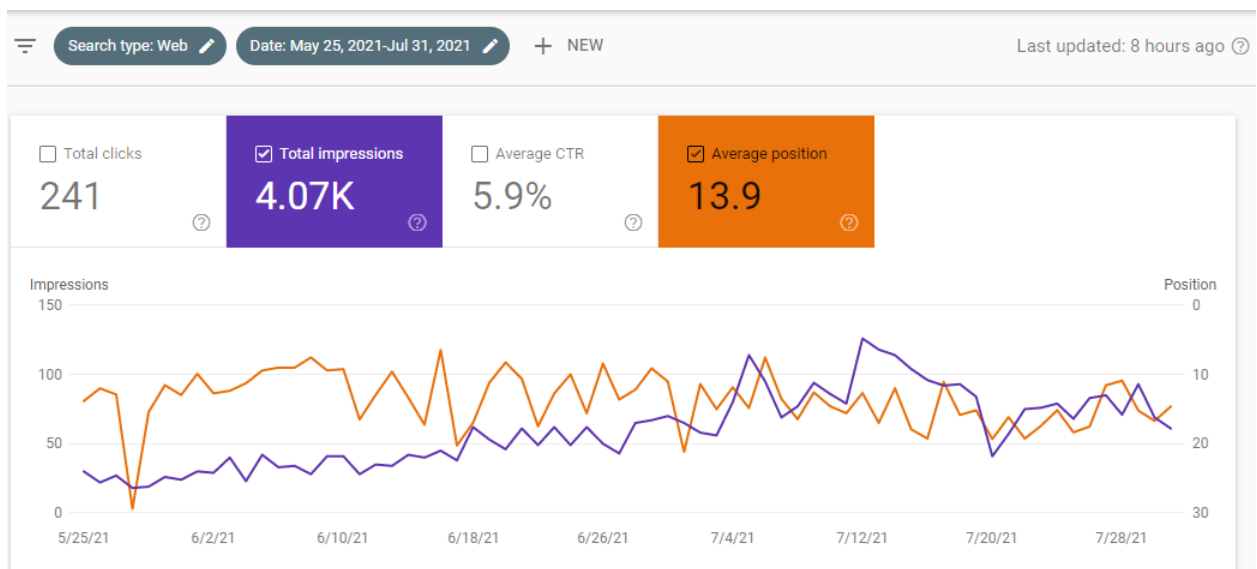 Search type: Web Date: May 25, 2021-Jul 31, 2021 + NEW Last updated: 8 hours ago
Total clicks Total impressions Average CTR Average position
241 4.07K 5.9% 13.9
Impressions Position
150 0
100 10
50 20
0 30
5/25/21 6/2/21 6/10/21 6/18/21 6/26/21 7/4/21 7/12/21 7/20/21 7/28/21